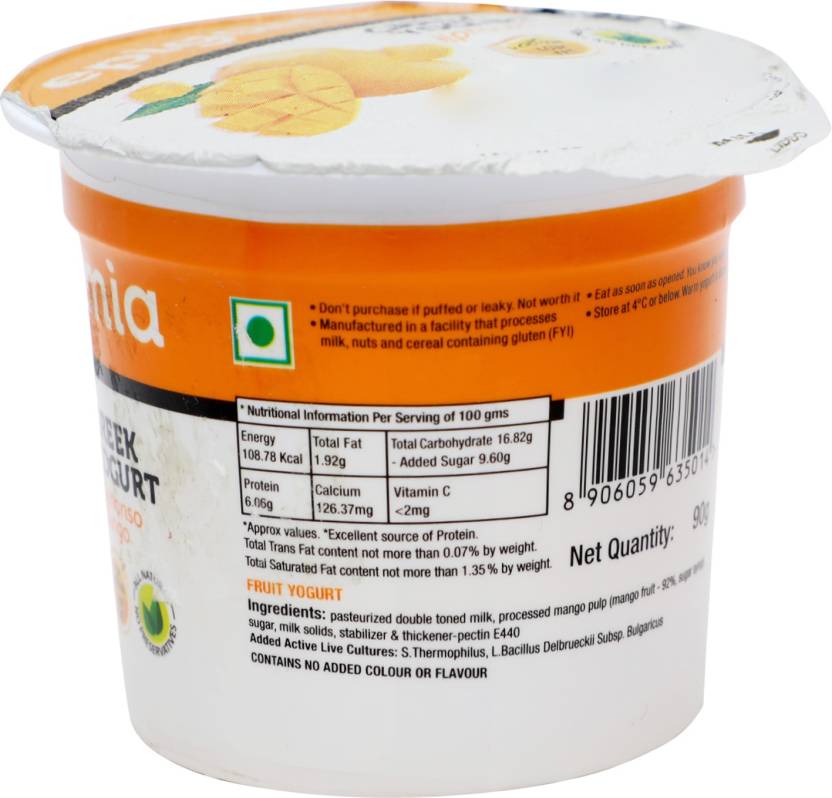 mia
• Don't purchase if puffed or leaky. Not worth it
• Manufactured in a facility that processes
milk, nuts and cereal containing gluten (FYI)
• Eat as soon as opened. You know
• Store at 4°C or below. Warm yogurt
EEK
GURT
* Nutritional Information Per Serving of 100 gms
Energy
108.78 Kcal
Total Fat
1.92g
Total Carbohydrate 16.82g
- Added Sugar 9.60g
Protein
6.06g
Calcium
126.37mg
Vitamin C
<2mg
*Approx values. *Excellent source of Protein.
Total Trans Fat content not more than 0.07% by weight.
Total Saturated Fat content not more than 1.35% by weight.
8 906059 635014
Net Quantity: 90g
FRUIT YOGURT
Ingredients: pasteurized double toned milk, processed mango pulp (mango fruit - 92%, sugar
sugar, milk solids, stabilizer & thickener-pectin E440
Added Active Live Cultures: S.Thermophilus, L.Bacillus Delbrueckii Subsp. Bulgaricus
CONTAINS NO ADDED COLOUR OR FLAVOUR